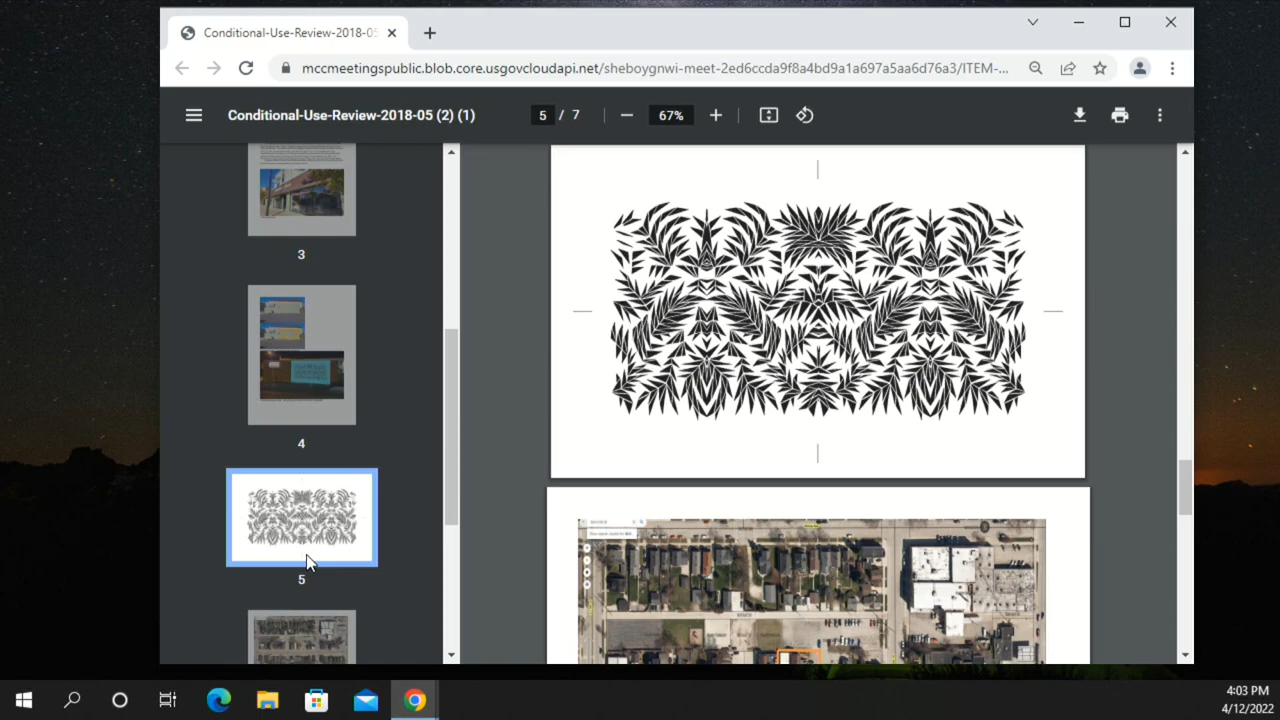 Conditional-Use-Review-2018-05
mccmeetingspublic.blob.core.usgovcloudapi.net/sheboygnwi-meet-2ed6ccda9f8a4bd9a1a697a5aa6d76a3/ITEM-...
Conditional-Use-Review-2018-05 (2) (1)
5 / 7
67%
3
4
5
4:03 PM
4/12/2022